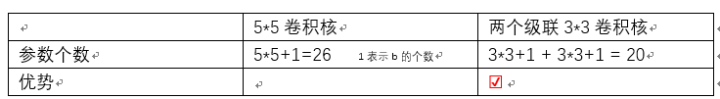 5*5 卷积核 两个级联 3*3 卷积核
参数个数 5*5+1=26 1 表示 b 的个数 3*3+1 + 3*3+1 = 20
优势 ☑